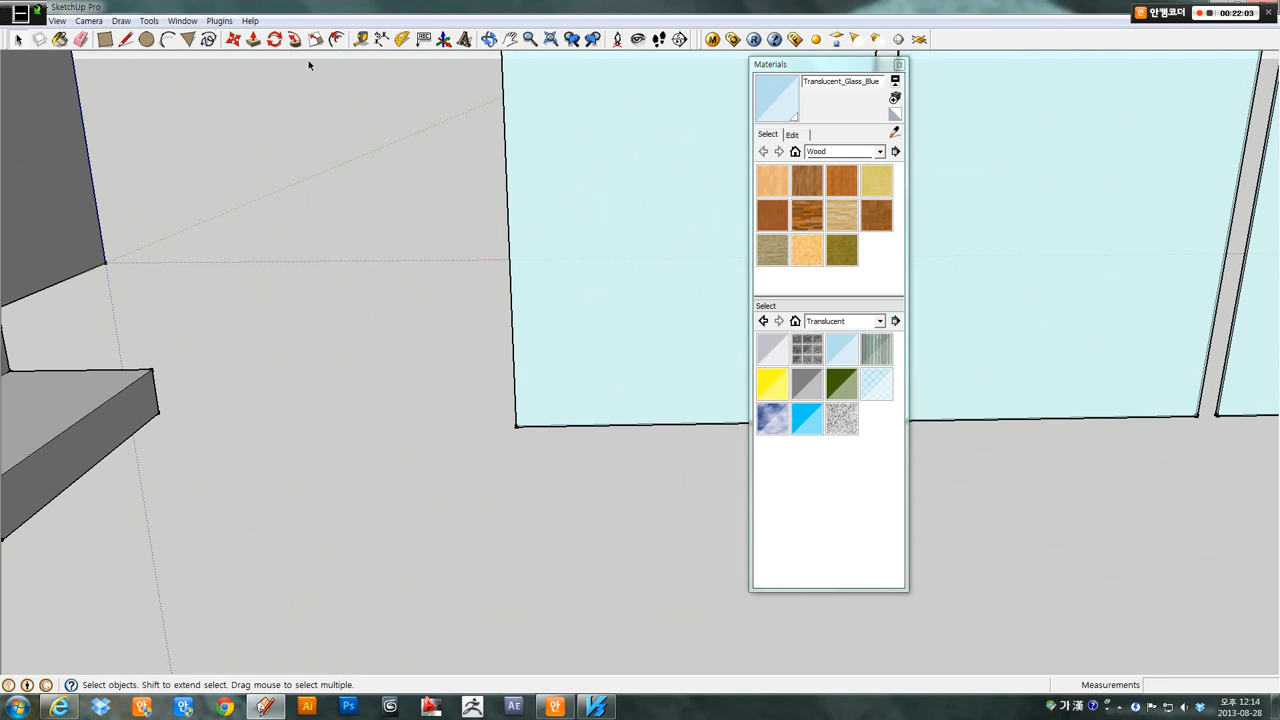 SketchUp Pro
안캠코더
00:22:03
View Camera Draw Tools Window Plugins Help
Materials
Translucent_Glass_Blue
Select Edit
Wood
Select
Translucent
Select objects. Shift to extend select. Drag mouse to select multiple.
Measurements
가 漢
오후 12:14
2013-08-28